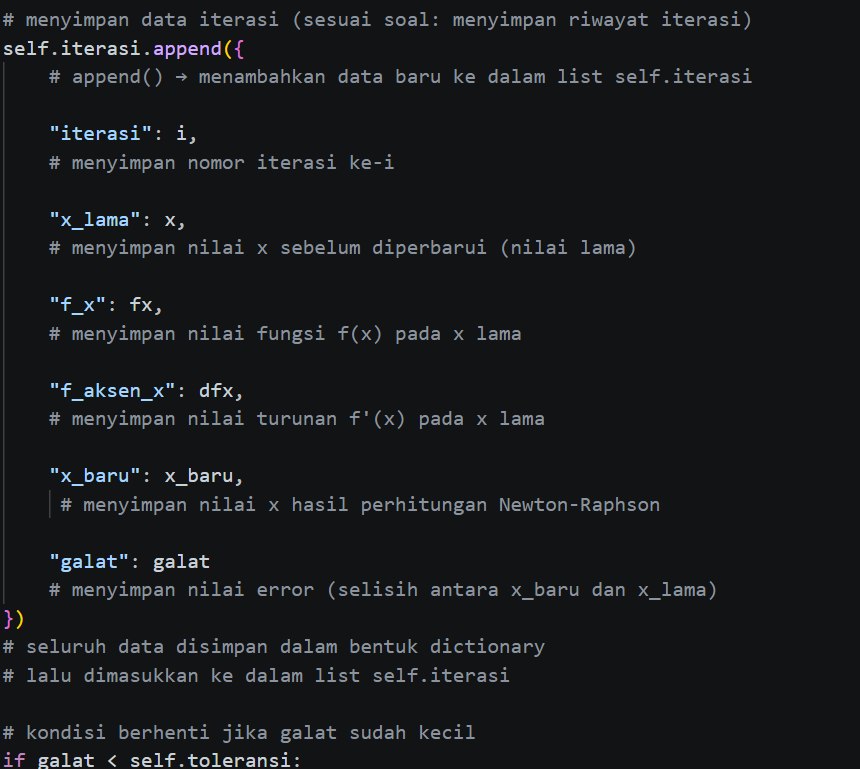 # menyimpan data iterasi (sesuai soal: menyimpan riwayat iterasi)
self.iterasi.append({
    # append() → menambahkan data baru ke dalam list self.iterasi

    "iterasi": i,
    # menyimpan nomor iterasi ke-i

    "x_lama": x,
    # menyimpan nilai x sebelum diperbarui (nilai lama)

    "f_x": fx,
    # menyimpan nilai fungsi f(x) pada x lama

    "f_aksen_x": dfx,
    # menyimpan nilai turunan f'(x) pada x lama

    "x_baru": x_baru,
     # menyimpan nilai x hasil perhitungan Newton-Raphson

    "galat": galat
    # menyimpan nilai error (selisih antara x_baru dan x_lama)
})
# seluruh data disimpan dalam bentuk dictionary
# lalu dimasukkan ke dalam list self.iterasi

# kondisi berhenti jika galat sudah kecil
if galat < self.toleransi: